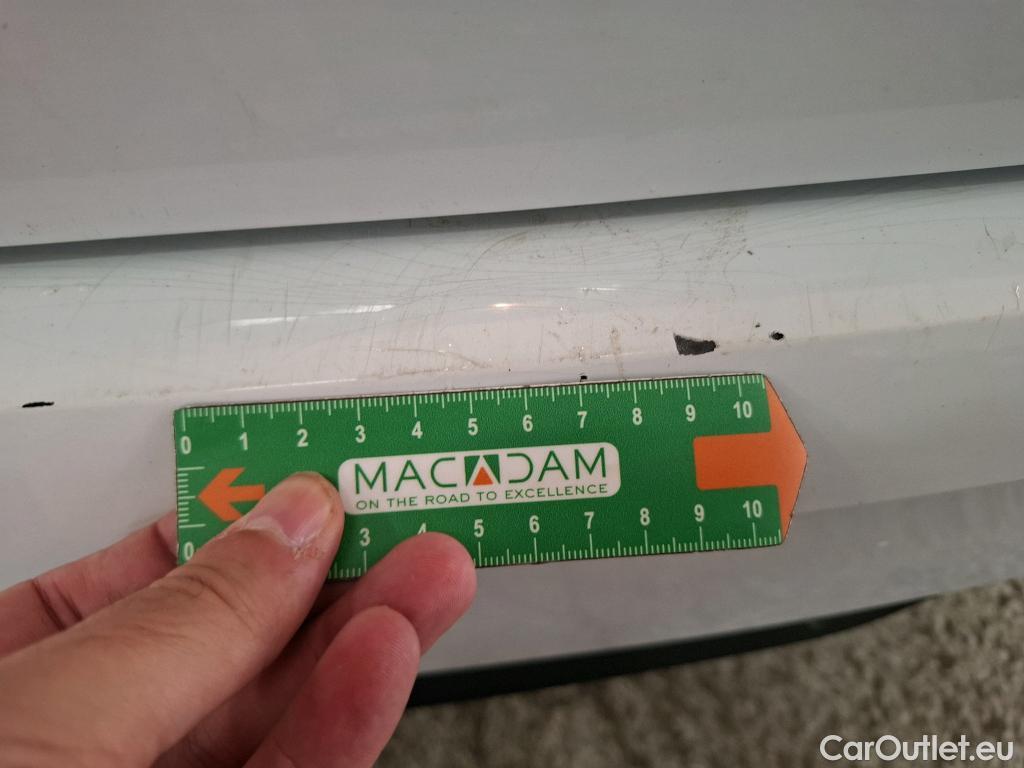 0 1 2 3 4 5 6 7 8 9 10
MACADAM
ON THE ROAD TO EXCELLENCE
0 3 4 5 6 7 8 9 10
CarOutlet.eu